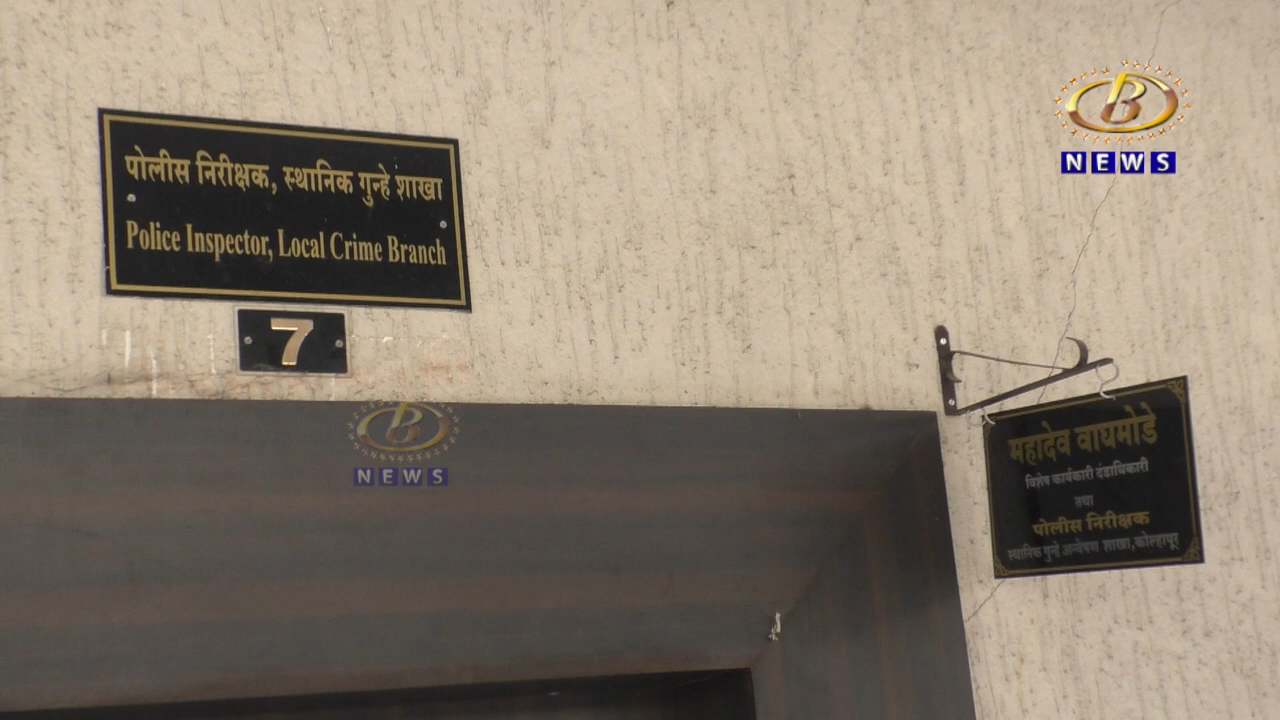 B
NEWS
पोलीस निरीक्षक, स्थानिक गुन्हे शाखा
Police Inspector, Local Crime Branch
7
B
NEWS
महादेव वाघमोडे
विशेष कार्यकारी दंडाधिकारी
तथा
पोलीस निरीक्षक
स्थानिक गुन्हे अन्वेषण शाखा, कोल्हापूर